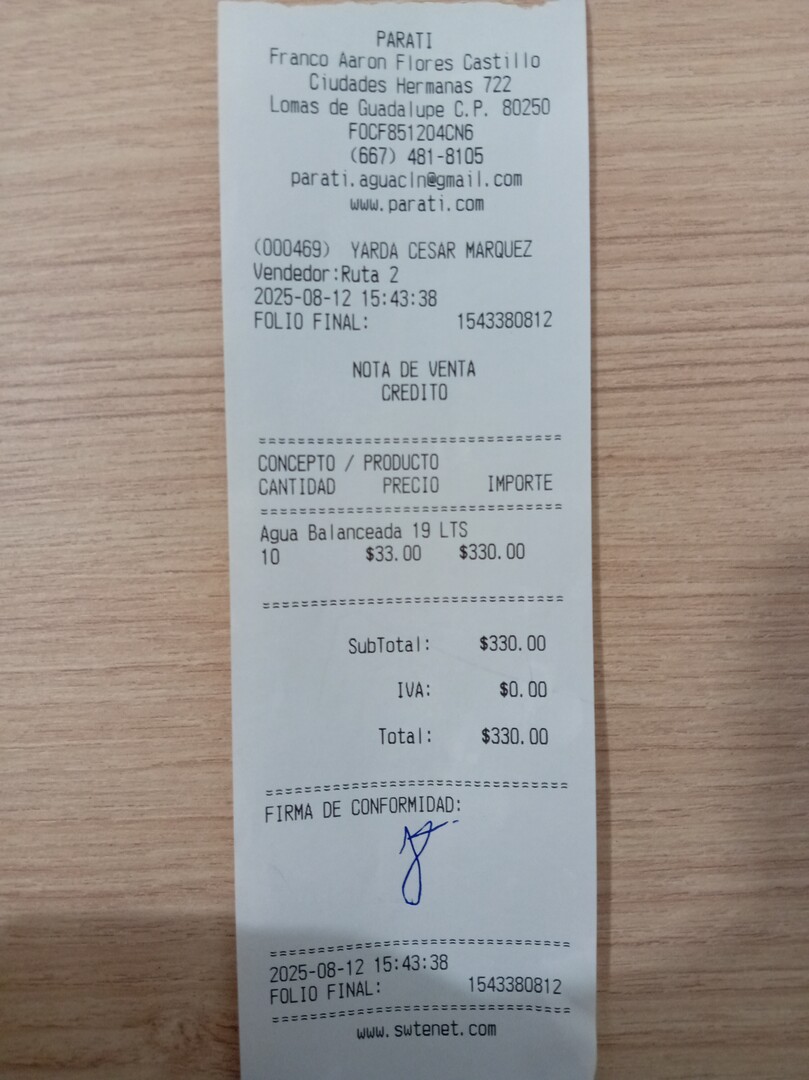 PARATI
Franco Aaron Flores Castillo
Ciudades Hermanas 722
Lomas de Guadalupe C.P. 80250
FOCF851204CN6
(667) 481-8105
parati.aguacln@gmail.com
www.parati.com
(000469) YARDA CESAR MARQUEZ
Vendedor:Ruta 2
2025-08-12 15:43:38
FOLIO FINAL: 1543380812
NOTA DE VENTA
CREDITO
================================
CONCEPTO / PRODUCTO
CANTIDAD PRECIO IMPORTE
================================
Agua Balanceada 19 LTS
10 $33.00 $330.00
================================
SubTotal: $330.00
IVA: $0.00
Total: $330.00
================================
FIRMA DE CONFORMIDAD:
================================
2025-08-12 15:43:38
FOLIO FINAL: 1543380812
================================
www.swtenet.com